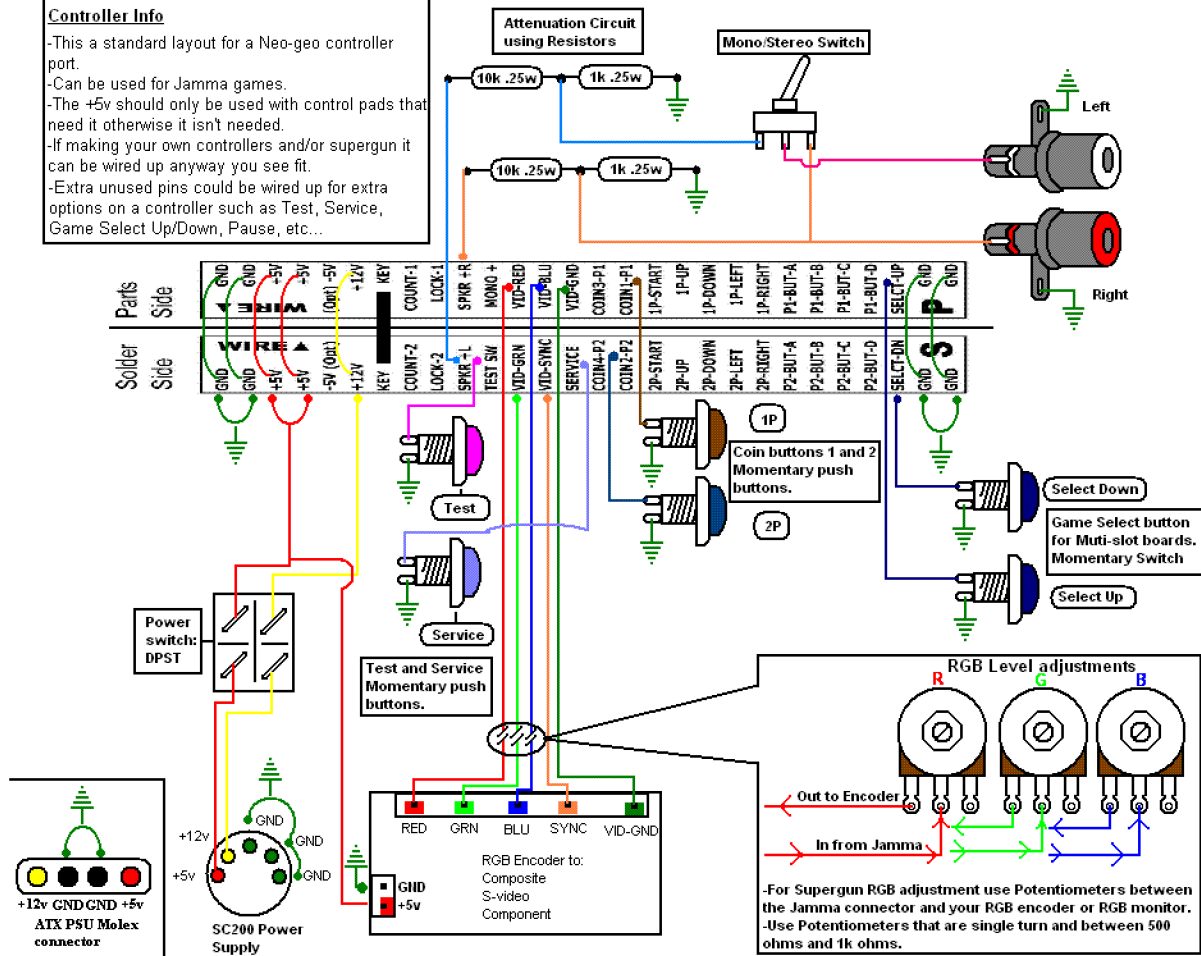 Controller Info
-This a standard layout for a Neo-geo controller
port.
-Can be used for Jamma games.
-The +5v should only be used with control pads that
need it otherwise it isn't needed.
-If making your own controllers and/or supergun it
can be wired up anyway you see fit.
-Extra unused pins could be wired up for extra
options on a controller such as Test, Service,
Game Select Up/Down, Pause, etc...
Attenuation Circuit
using Resistors
10k .25w
1k .25w
10k .25w
1k .25w
Mono/Stereo Switch
Left
Right
Parts
Side
GND
GND
+5V
+5V
(Opt) -5V
+12V
KEY
COUNT-1
LOCK-1
SPKR +R
MONO +
VID-RED
VID-BLU
VID-GND
COIN3-P1
COIN1-P1
1P-START
1P-UP
1P-DOWN
1P-LEFT
1P-RIGHT
P1-BUT-A
P1-BUT-B
P1-BUT-C
P1-BUT-D
SELCT-UP
GND
GND
WIRE ▲
P
Solder
Side
WIRE ▲
S
GND
GND
+5V
+5V
-5V (Opt)
+12V
KEY
COUNT-2
LOCK-2
SPKR +L
TEST SW
VID-GRN
VID-SYNC
SERVICE
COIN4-P2
COIN2-P2
2P-START
2P-UP
2P-DOWN
2P-LEFT
2P-RIGHT
P2-BUT-A
P2-BUT-B
P2-BUT-C
P2-BUT-D
SELCT-DN
GND
GND
Test
Service
Test and Service
Momentary push
buttons.
1P
Coin buttons 1 and 2
Momentary push
buttons.
2P
Select Down
Game Select button
for Muti-slot boards.
Momentary Switch
Select Up
Power
switch:
DPST
+12v GND GND +5v
ATX PSU Molex
connector
+12v
+5v
GND
GND
GND
SC200 Power
Supply
RED
GRN
BLU
SYNC
VID-GND
RGB Encoder to:
Composite
S-video
Component
GND
+5v
RGB Level adjustments
R
G
B
Out to Encoder
In from Jamma
-For Supergun RGB adjustment use Potentiometers between
the Jamma connector and your RGB encoder or RGB monitor.
-Use Potentiometers that are single turn and between 500
ohms and 1k ohms.